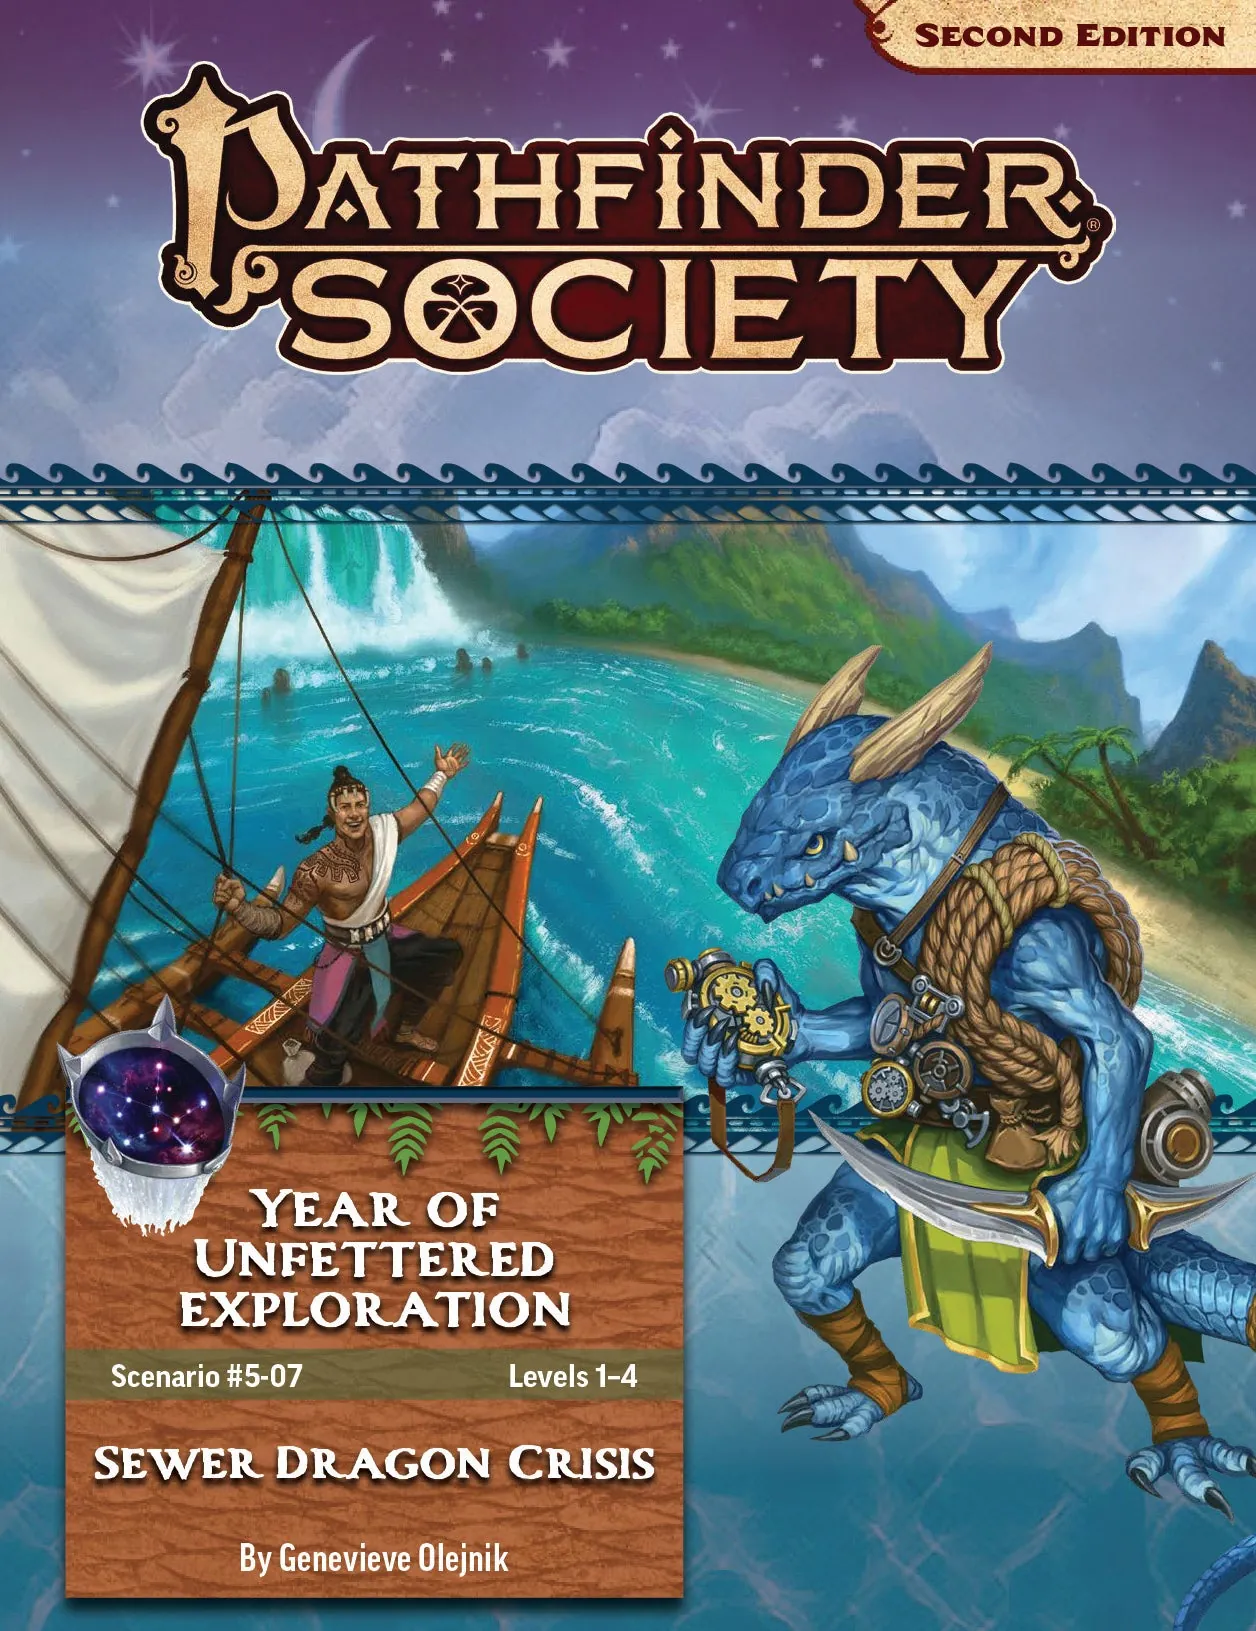 Second Edition
Pathfinder®
Society
Year of
Unfettered
Exploration
Scenario #5-07 Levels 1–4
Sewer Dragon Crisis
By Genevieve Olejnik